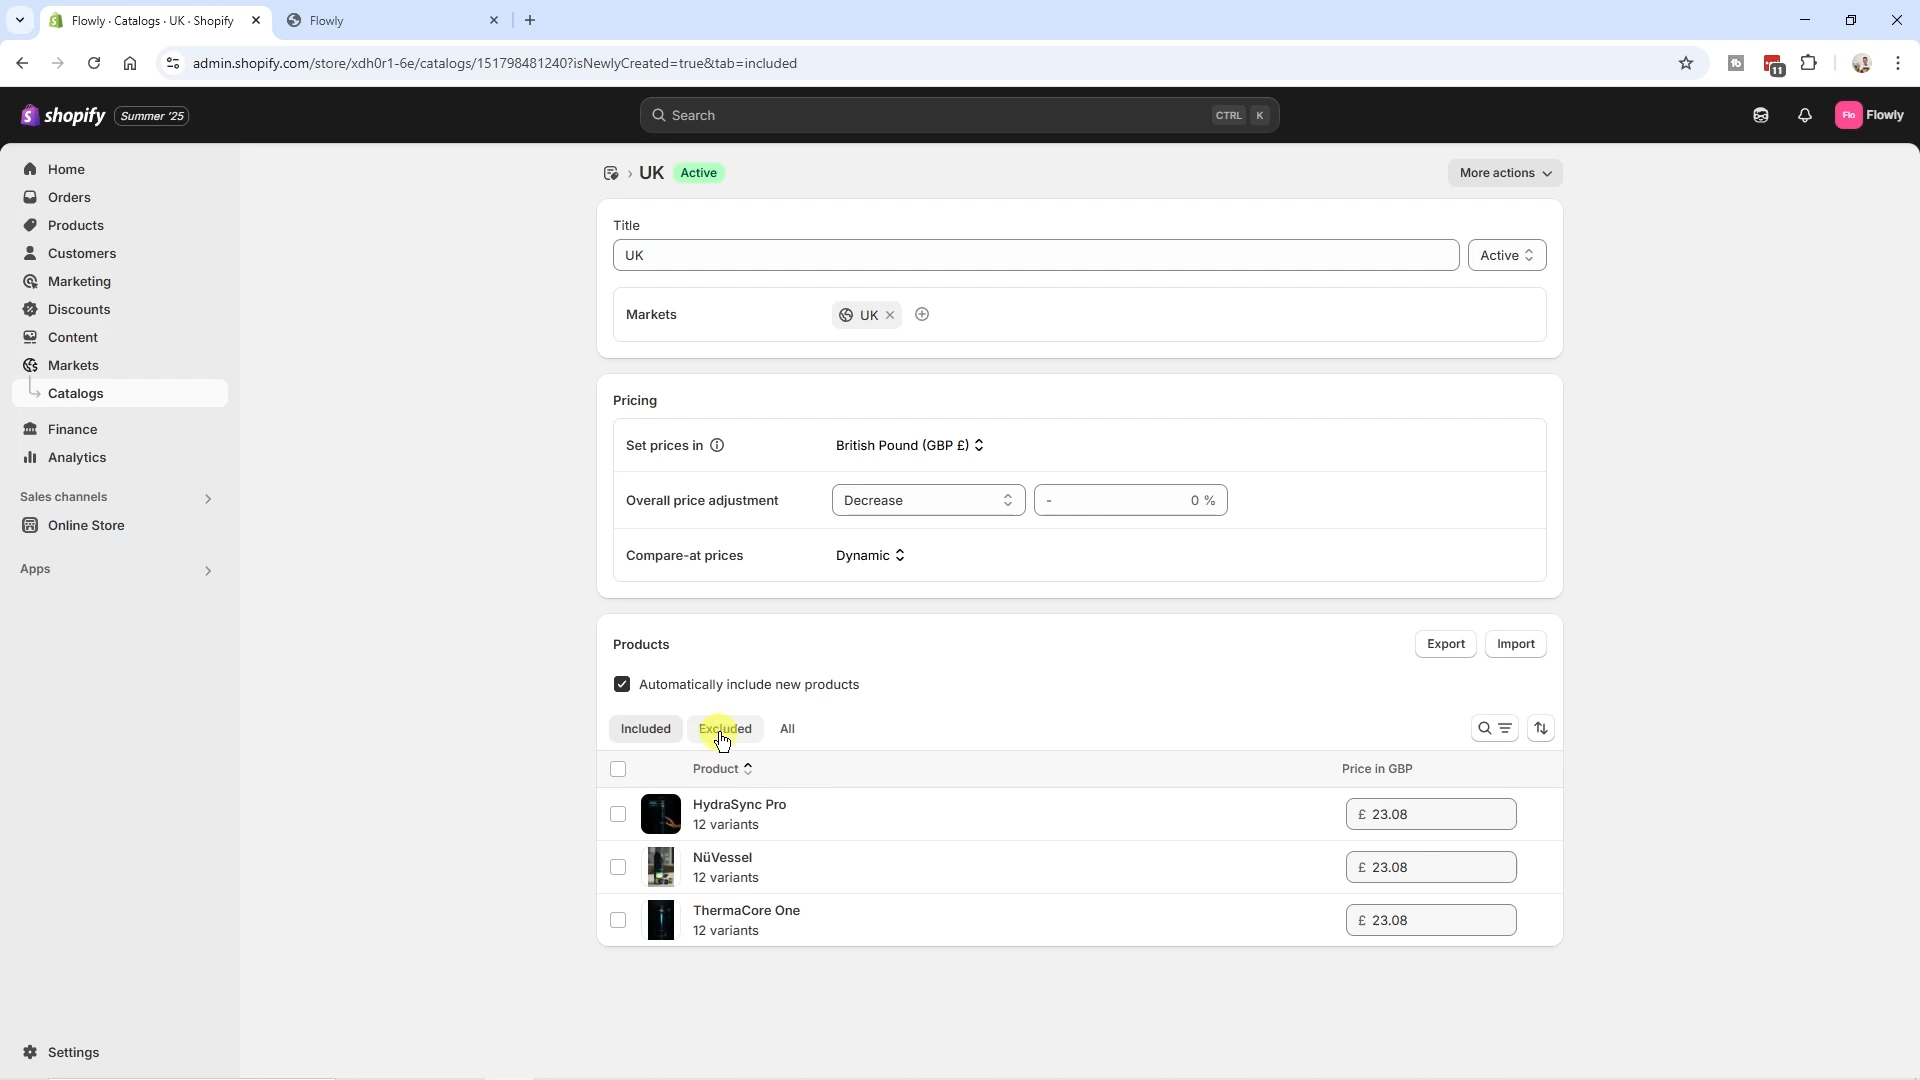 Flowly · Catalogs · UK · Shopify
Flowly
admin.shopify.com/store/xdh0r1-6e/catalogs/151798481240?isNewlyCreated=true&tab=included
11
shopify
Summer '25
Search
CTRL K
Flo
Flowly
Home
Orders
Products
Customers
Marketing
Discounts
Content
Markets
Catalogs
Finance
Analytics
Sales channels
Online Store
Apps
Settings
UK
Active
More actions
Title
UK
Active
Markets
UK
Pricing
Set prices in
British Pound (GBP £)
Overall price adjustment
Decrease
- 0 %
Compare-at prices
Dynamic
Products
Export
Import
Automatically include new products
Included
Excluded
All
Product
Price in GBP
HydraSync Pro
12 variants
£ 23.08
NüVessel
12 variants
£ 23.08
ThermaCore One
12 variants
£ 23.08